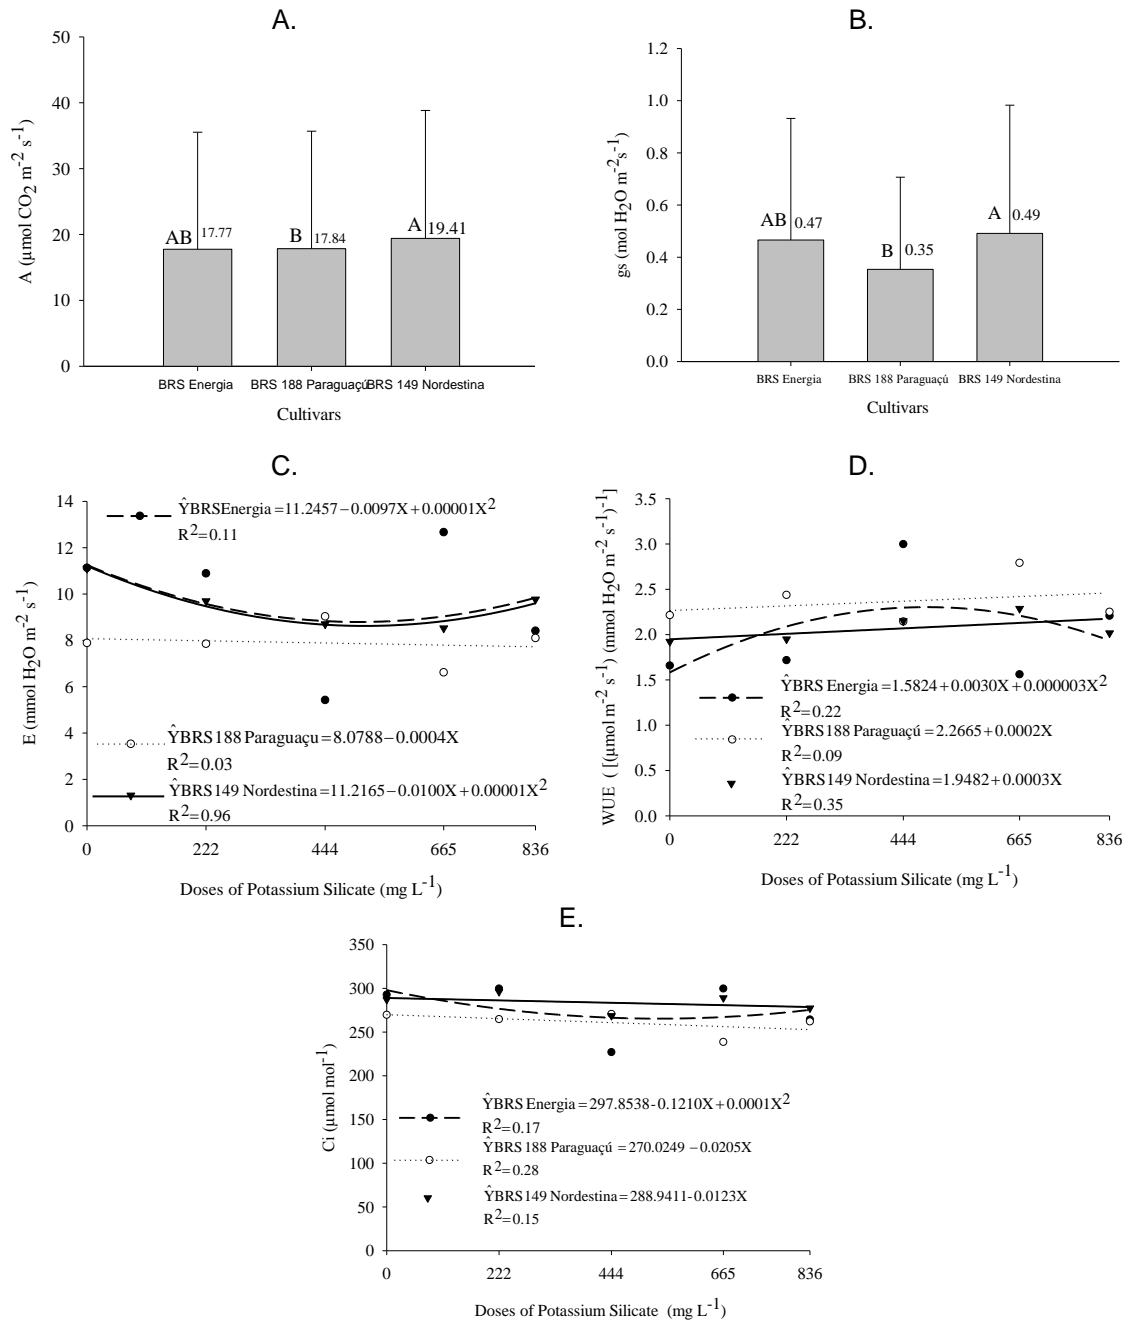 A.
50
40
30
20
10
0
A (µmol CO2 m-2 s-1)
AB 17.77
B 17.84
A 19.41
BRS Energia
BRS 188 Paraguaçú
BRS 149 Nordestina
Cultivars
B.
1.2
1.0
0.8
0.6
0.4
0.2
0.0
gs (mol H2O m-2s-1)
AB 0.47
B 0.35
A 0.49
BRS Energia
BRS 188 Paraguaçú
BRS 149 Nordestina
Cultivars
C.
14
12
10
8
6
4
2
0
E (mmol H2O m-2 s-1)
ŶBRSEnergia=11.2457−0.0097X+0.00001X2
R2=0.11
ŶBRS188 Paraguaçu=8.0788−0.0004X
R2=0.03
ŶBRS149 Nordestina=11.2165−0.0100X+0.00001X2
R2=0.96
0 222 444 665 836
Doses of Potassium Silicate (mg L-1)
D.
3.5
3.0
2.5
2.0
1.5
1.0
0.5
0.0
WUE ( [(µmol m-2 s-1) (mmol H2O m-2 s-1)-1]
ŶBRS Energia=1.5824+0.0030X+0.000003X2
R2=0.22
ŶBRS188 Paraguaçú=2.2665+0.0002X
R2=0.09
ŶBRS149 Nordestina=1.9482+0.0003X
R2=0.35
0 222 444 665 836
Doses of Potassium Silicate (mg L-1)
E.
350
300
250
200
150
100
50
0
Ci (µmol mol-1)
ŶBRS Energia=297.8538-0.1210X+0.0001X2
R2=0.17
ŶBRS 188 Paraguaçú =270.0249 −0.0205X
R2=0.28
ŶBRS149 Nordestina=288.9411-0.0123X
R2=0.15
0 222 444 665 836
Doses of Potassium Silicate (mg L-1)